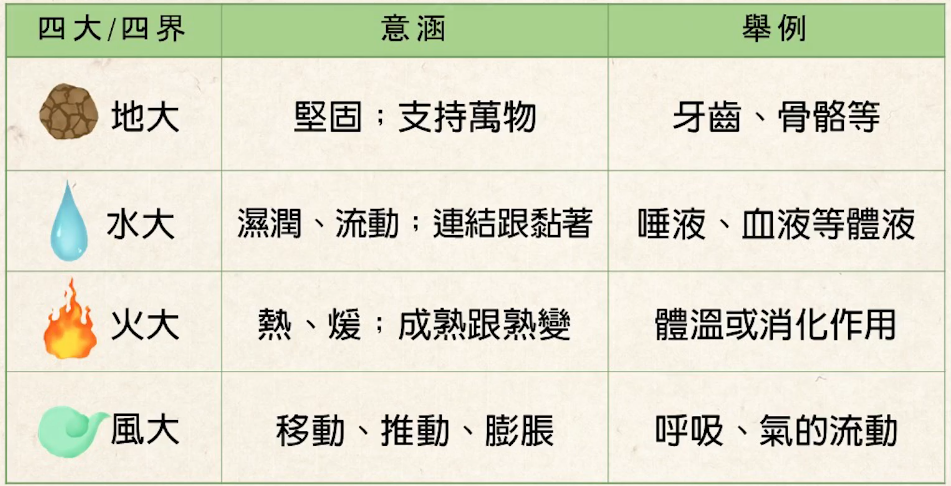 四大/四界 意涵 舉例
地大 堅固；支持萬物 牙齒、骨骼等
水大 濕潤、流動；連結跟黏著 唾液、血液等體液
火大 熱、煖；成熟跟熟變 體溫或消化作用
風大 移動、推動、膨脹 呼吸、氣的流動